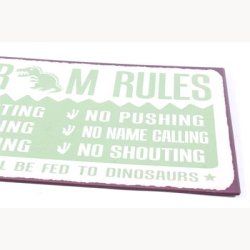 M RULES
NO PUSHING
NO NAME CALLING
NO SHOUTING
BE FED TO DINOSAURS